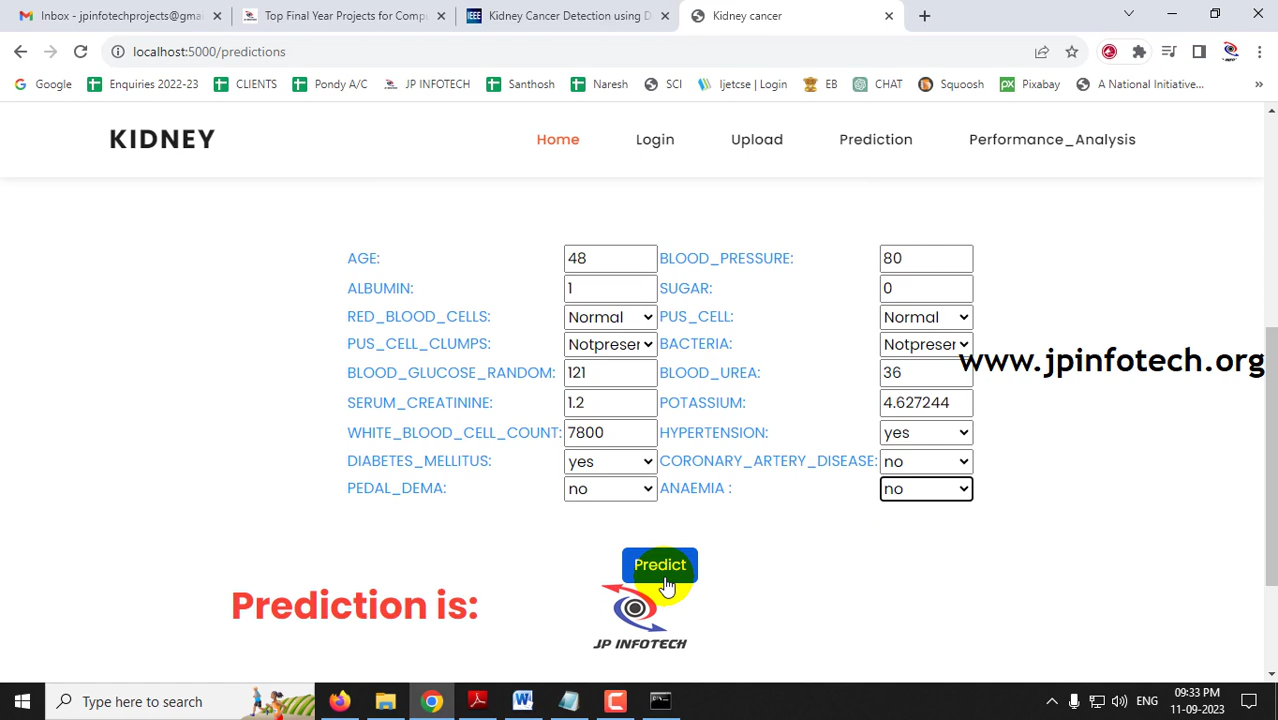 Inbox - jpinfotechprojects@gma
Top Final Year Projects for Compu
IEEE
Kidney Cancer Detection using D
Kidney cancer
localhost:5000/predictions
Google
Enquiries 2022-23
CLIENTS
Pondy A/C
JP INFOTECH
Santhosh
Naresh
SCI
Ijetcse | Login
EB
CHAT
Squoosh
px Pixabay
A National Initiative...
KIDNEY
Home
Login
Upload
Prediction
Performance_Analysis
AGE: 48 BLOOD_PRESSURE: 80
ALBUMIN: 1 SUGAR: 0
RED_BLOOD_CELLS: Normal PUS_CELL: Normal
PUS_CELL_CLUMPS: Notpreser BACTERIA: Notpreser
www.jpinfotech.org
BLOOD_GLUCOSE_RANDOM: 121 BLOOD_UREA: 36
SERUM_CREATININE: 1.2 POTASSIUM: 4.627244
WHITE_BLOOD_CELL_COUNT: 7800 HYPERTENSION: yes
DIABETES_MELLITUS: yes CORONARY_ARTERY_DISEASE: no
PEDAL_DEMA: no ANAEMIA : no
Predict
Prediction is:
JP INFOTECH
Type here to search
ENG
09:33 PM
11-09-2023